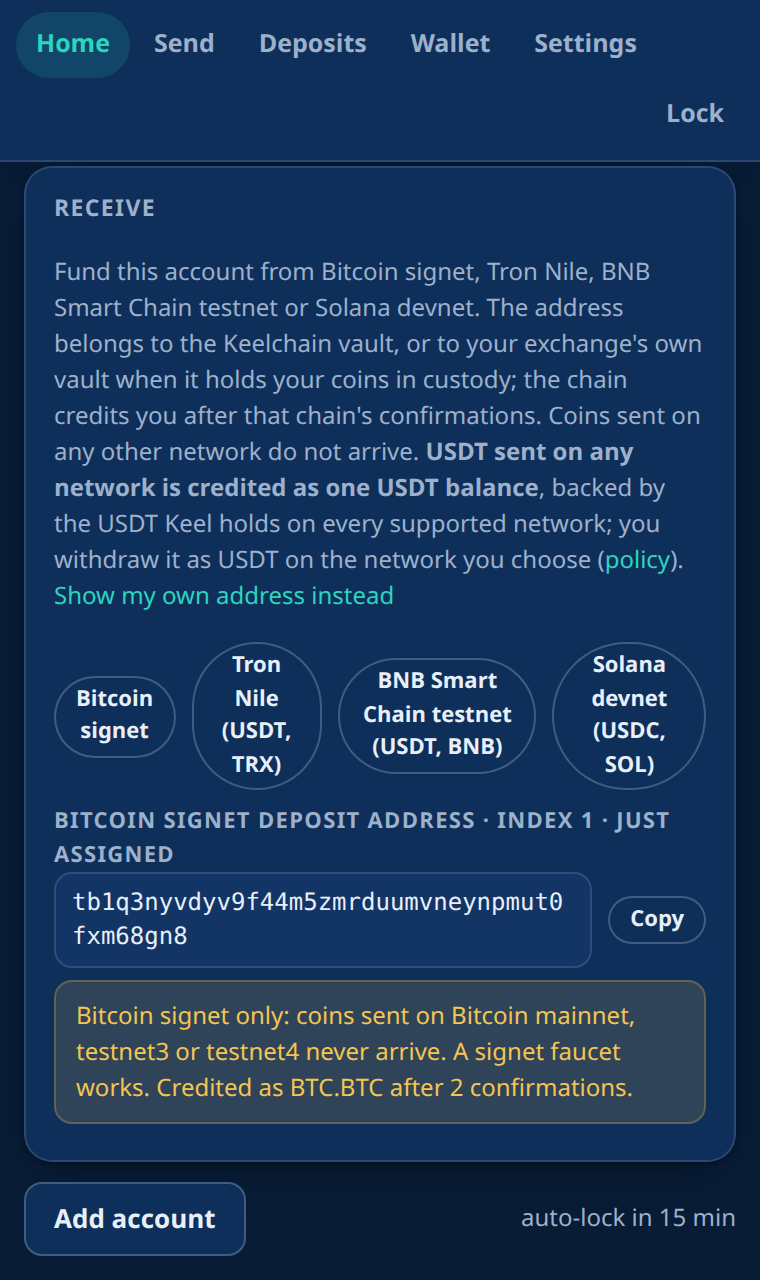 Home Send Deposits Wallet Settings
Lock
RECEIVE
Fund this account from Bitcoin signet, Tron Nile, BNB
Smart Chain testnet or Solana devnet. The address
belongs to the Keelchain vault, or to your exchange's own
vault when it holds your coins in custody; the chain
credits you after that chain's confirmations. Coins sent on
any other network do not arrive. USDT sent on any
network is credited as one USDT balance, backed by
the USDT Keel holds on every supported network; you
withdraw it as USDT on the network you choose (policy).
Show my own address instead
Bitcoin
signet
Tron
Nile
(USDT,
TRX)
BNB Smart
Chain testnet
(USDT, BNB)
Solana
devnet
(USDC,
SOL)
BITCOIN SIGNET DEPOSIT ADDRESS · INDEX 1 · JUST
ASSIGNED
tb1q3nyvdyv9f44m5zmrduumvneynpmut0
fxm68gn8
Copy
Bitcoin signet only: coins sent on Bitcoin mainnet,
testnet3 or testnet4 never arrive. A signet faucet
works. Credited as BTC.BTC after 2 confirmations.
Add account
auto-lock in 15 min